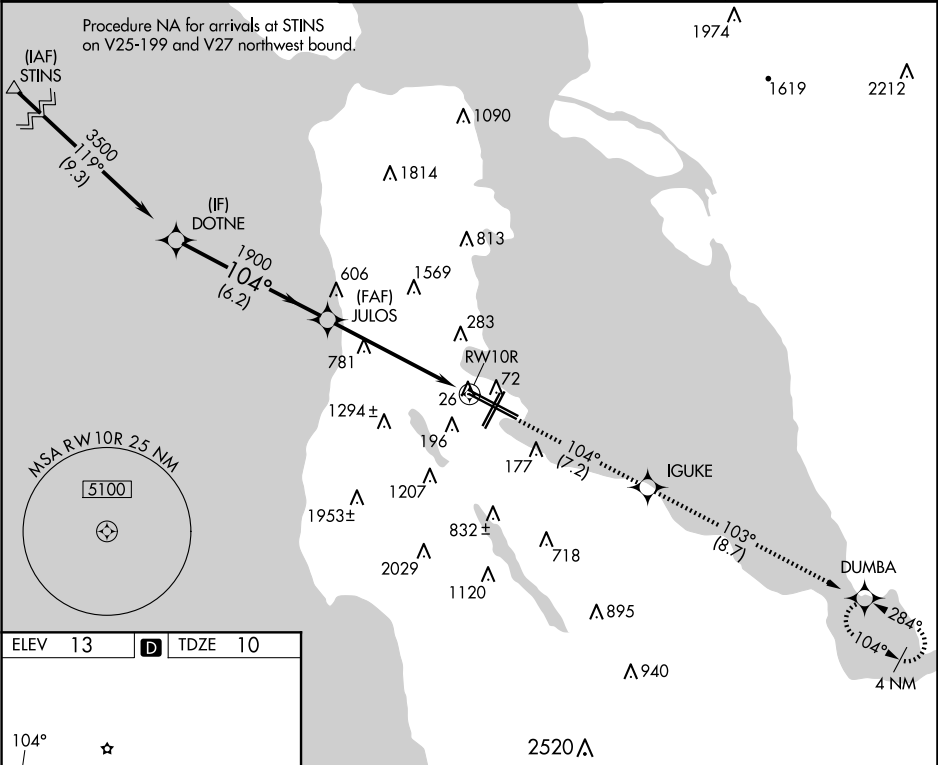 Procedure NA for arrivals at STINS
on V25-199 and V27 northwest bound.
1974
1619
2212
(IAF)
STINS
3500
119°
(9.3)
1090
1814
(IF)
DOTNE
813
1900
104°
(6.2)
606
1569
(FAF)
JULOS
283
781
RW10R
72
26
1294 ±
196
177
104°
(7.2)
IGUKE
MSA RW 10R 25 NM
5100
1207
1953±
832 ±
718
103°
(8.7)
2029
1120
DUMBA
895
284°
104°
4 NM
ELEV 13 D TDZE 10
940
104°
2520